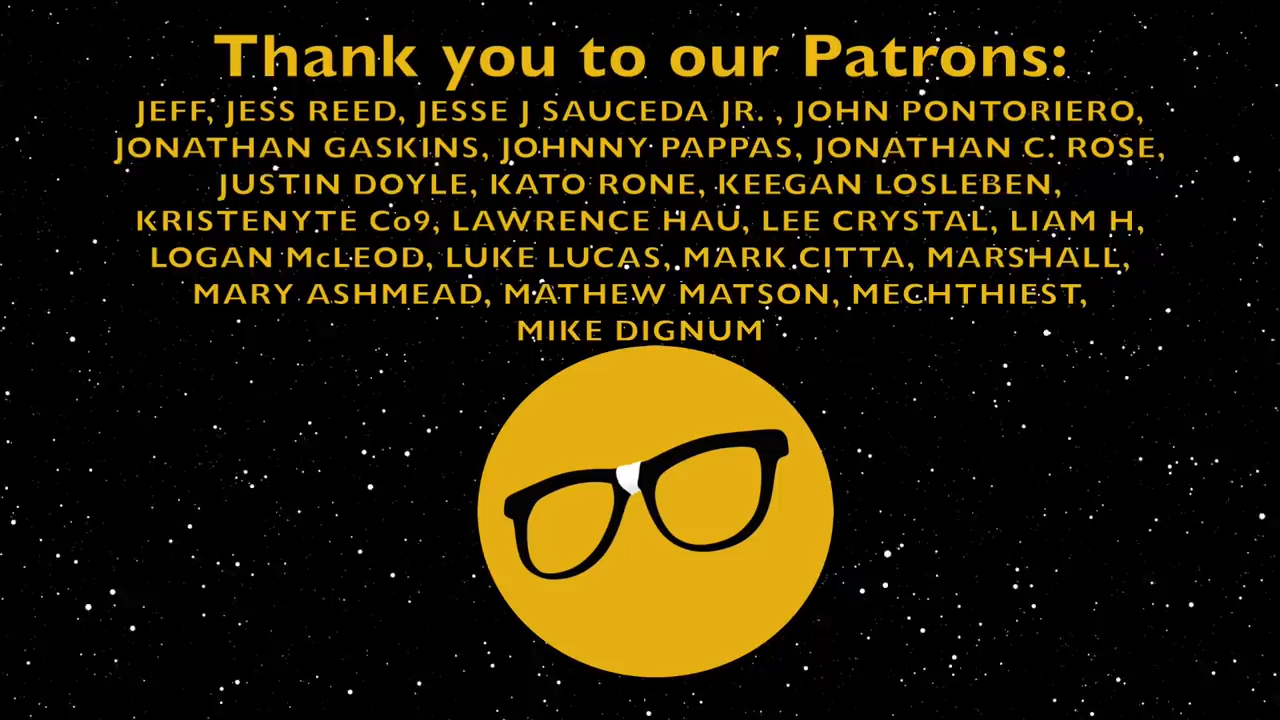 Thank you to our Patrons:
JEFF, JESS REED, JESSE J SAUCEDA JR. , JOHN PONTORIERO,
JONATHAN GASKINS, JOHNNY PAPPAS, JONATHAN C. ROSE,
JUSTIN DOYLE, KATO RONE, KEEGAN LOSLEBEN,
KRISTENYTE Co9, LAWRENCE HAU, LEE CRYSTAL, LIAM H,
LOGAN McLEOD, LUKE LUCAS, MARK CITTA, MARSHALL,
MARY ASHMEAD, MATHEW MATSON, MECHTHIEST,
MIKE DIGNUM